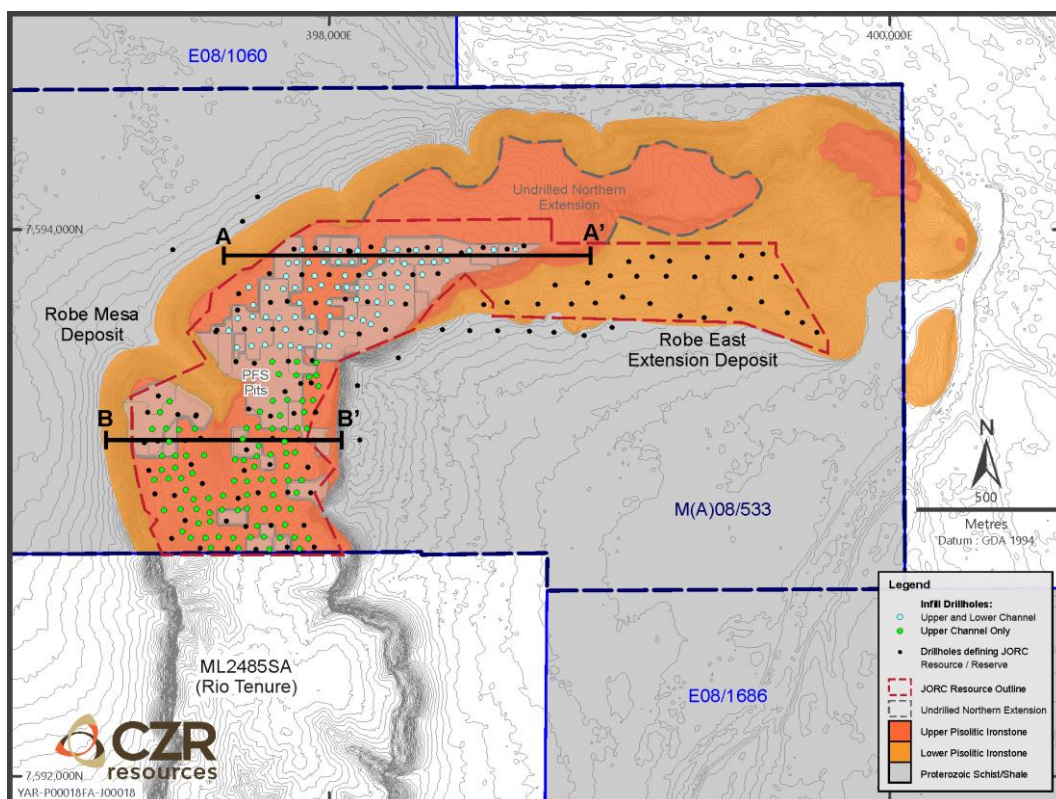 398,000E
400,000E
E08/1060
7,594,000N
Undrilled Northern
Extension
A
A'
Robe Mesa
Deposit
Robe East
Extension Deposit
PFS
Pits
B
B'
N
500
Metres
Datum : GDA 1994
M(A)08/533
ML2485SA
(Rio Tenure)
E08/1686
Legend
Infill Drillholes:
Upper and Lower Channel
Upper Channel Only
Drillholes defining JORC
Resource / Reserve
JORC Resource Outline
Undrilled Northern Extension
Upper Pisolitic Ironstone
Lower Pisolitic Ironstone
Proterozoic Schist/Shale
CZR
resources
7,592,000N
YAR-P00018FA-J00018